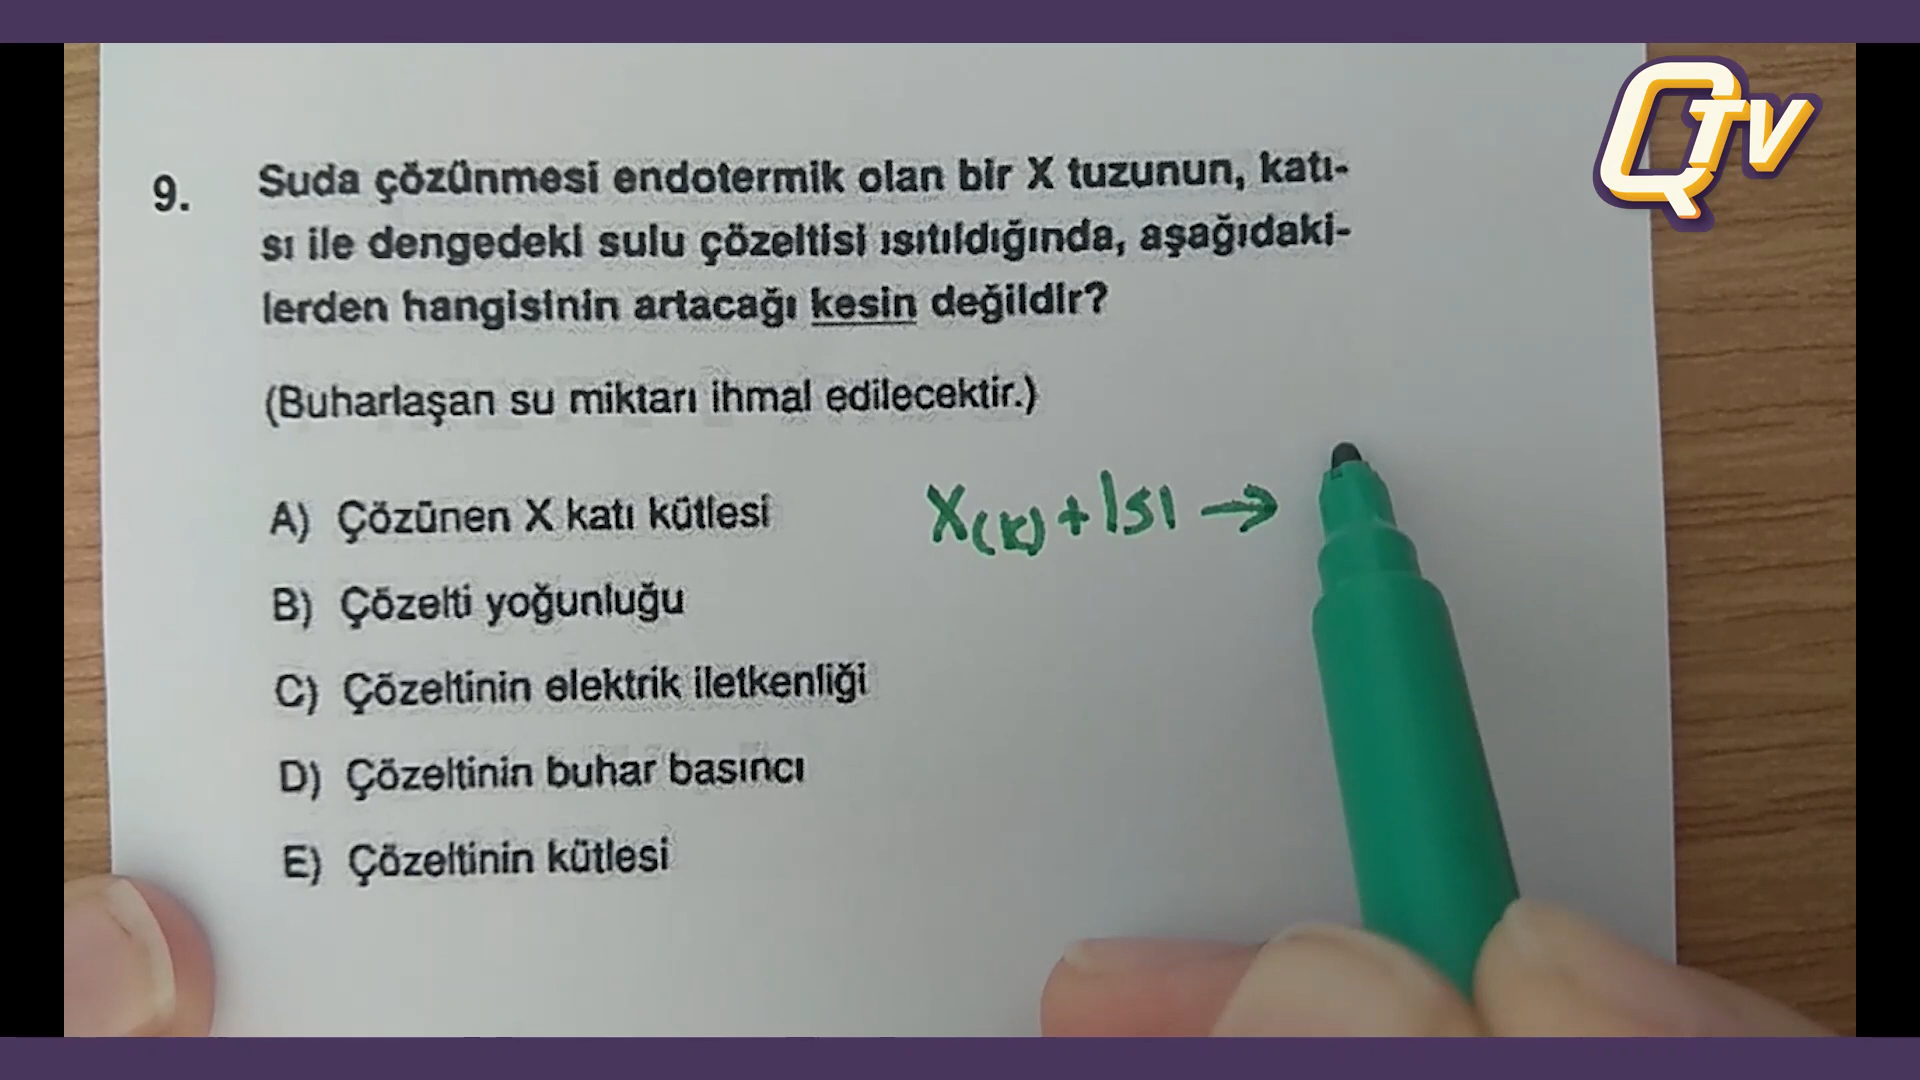 QTV
9. Suda çözünmesi endotermik olan bir X tuzunun, katı-
sı ile dengedeki sulu çözeltisi ısıtıldığında, aşağıdaki-
lerden hangisinin artacağı kesin değildir?
(Buharlaşan su miktarı ihmal edilecektir.)
A) Çözünen X katı kütlesi
X(k) + Isı →
B) Çözelti yoğunluğu
C) Çözeltinin elektrik iletkenliği
D) Çözeltinin buhar basıncı
E) Çözeltinin kütlesi